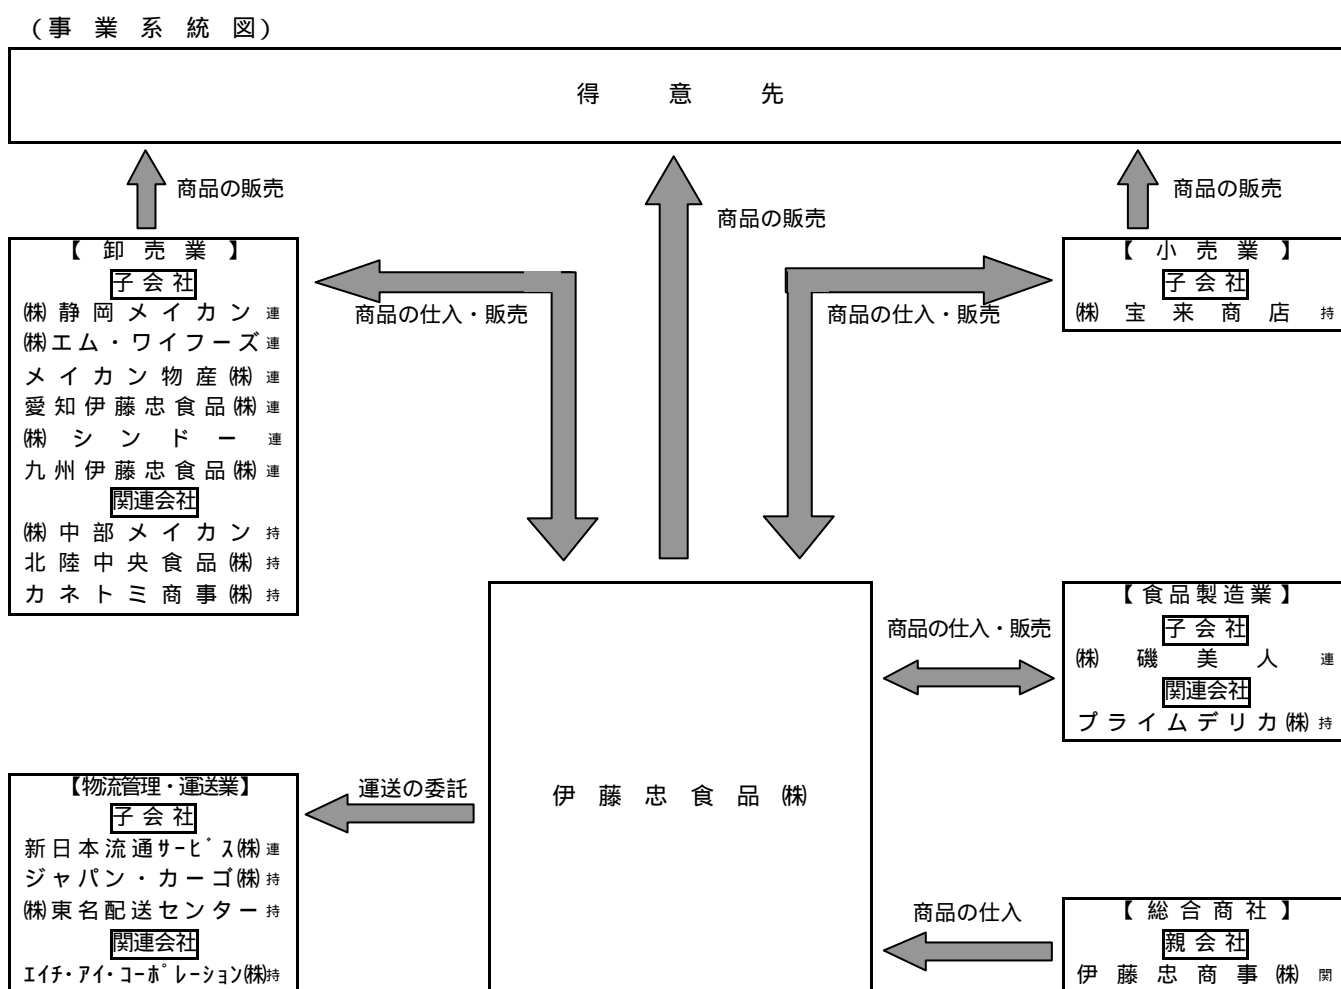 (事業系統図)
得意先
商品の販売
商品の販売
商品の販売
【卸売業】
子会社
㈱静岡メイカン 連
㈱エム・ワイフーズ 連
メイカン物産㈱ 連
愛知伊藤忠食品㈱ 連
㈱シンドー 連
九州伊藤忠食品㈱ 連
関連会社
㈱中部メイカン 持
北陸中央食品㈱ 持
カネトミ商事㈱ 持
商品の仕入・販売
商品の仕入・販売
【小売業】
子会社
㈱宝来商店 持
商品の仕入・販売
【食品製造業】
子会社
㈱磯美人 連
関連会社
プライムデリカ㈱ 持
【物流管理・運送業】
子会社
新日本流通サービス㈱ 連
ジャパン・カーゴ㈱ 持
㈱東名配送センター 持
関連会社
エイチ・アイ・コーポレーション㈱ 持
運送の委託
伊藤忠食品㈱
商品の仕入
【総合商社】
親会社
伊藤忠商事㈱ 関